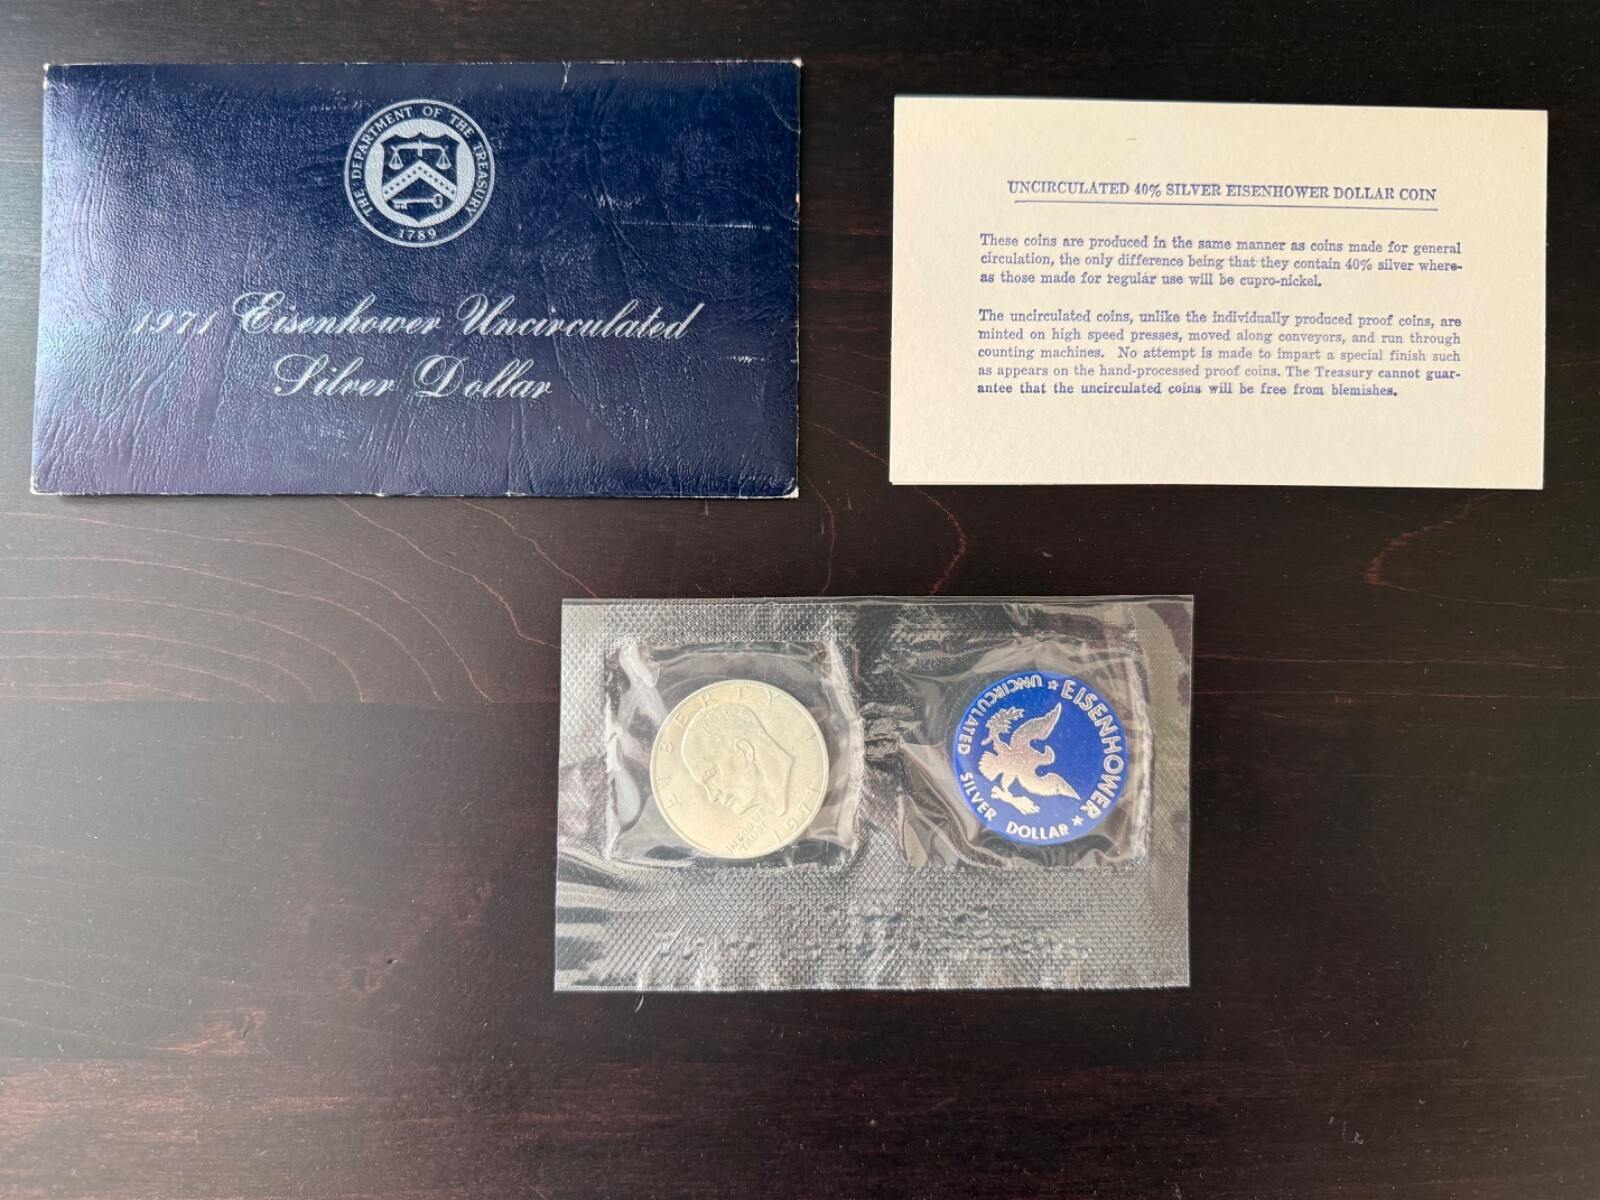 THE DEPARTMENT OF THE TREASURY
1789
1971 Eisenhower Uncirculated
Silver Dollar
UNCIRCULATED 40% SILVER EISENHOWER DOLLAR COIN
These coins are produced in the same manner as coins made for general
circulation, the only difference being that they contain 40% silver where-
as those made for regular use will be cupro-nickel.
The uncirculated coins, unlike the individually produced proof coins, are
minted on high speed presses, moved along conveyors, and run through
counting machines. No attempt is made to impart a special finish such
as appears on the hand-processed proof coins. The Treasury cannot guar-
antee that the uncirculated coins will be free from blemishes.
LIBERTY
IN GOD WE
TRUST
1971
EISENHOWER
UNCIRCULATED SILVER DOLLAR